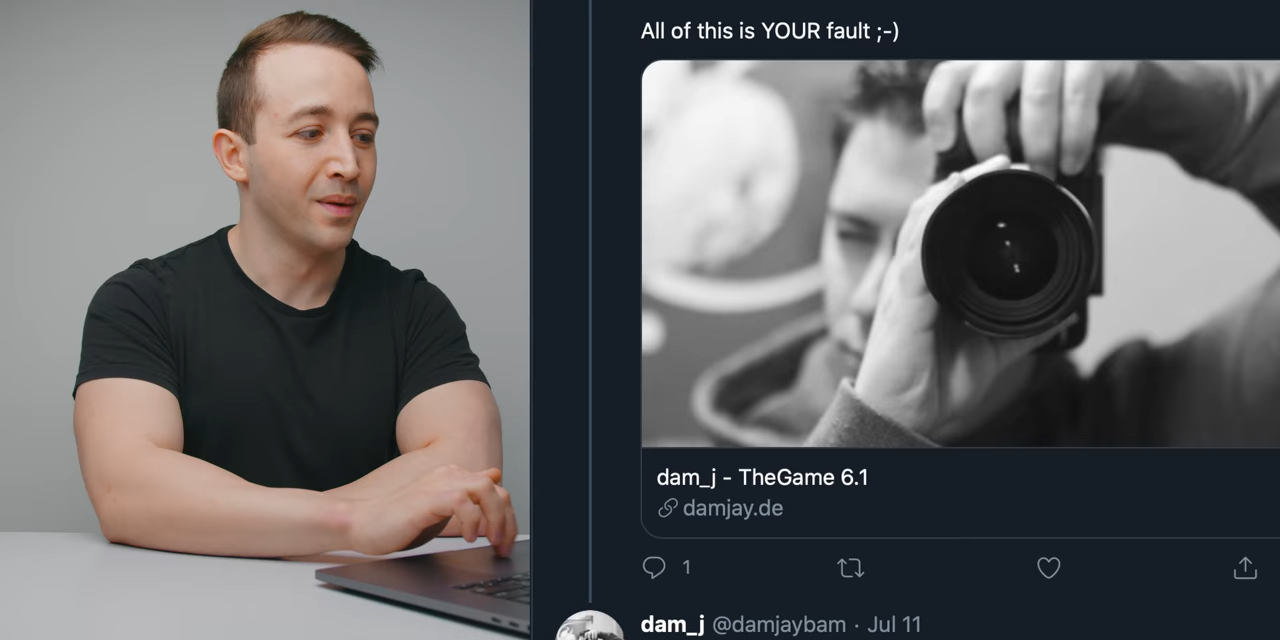 All of this is YOUR fault ;-)
dam_j - TheGame 6.1
damjay.de
1
dam_j @damjaybam · Jul 11